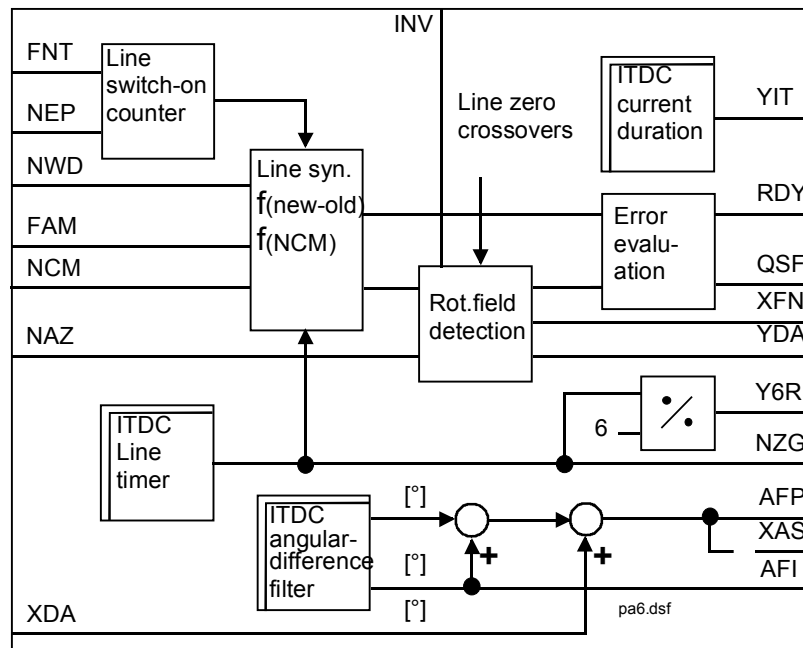 INV
FNT
Line
switch-on
counter
NEP
NWD
FAM
NCM
NAZ
Line syn.
f(new-old)
f(NCM)
Line zero
crossovers
ITDC
current
duration
YIT
RDY
Error
evalu-
ation
QSF
XFN
YDA
Rot.field
detection
ITDC
Line
timer
6
Y6R
NZG
ITDC
angular-
difference
filter
[°]
[°]
[°]
+
+
AFP
XAS
AFI
XDA
pa6.dsf